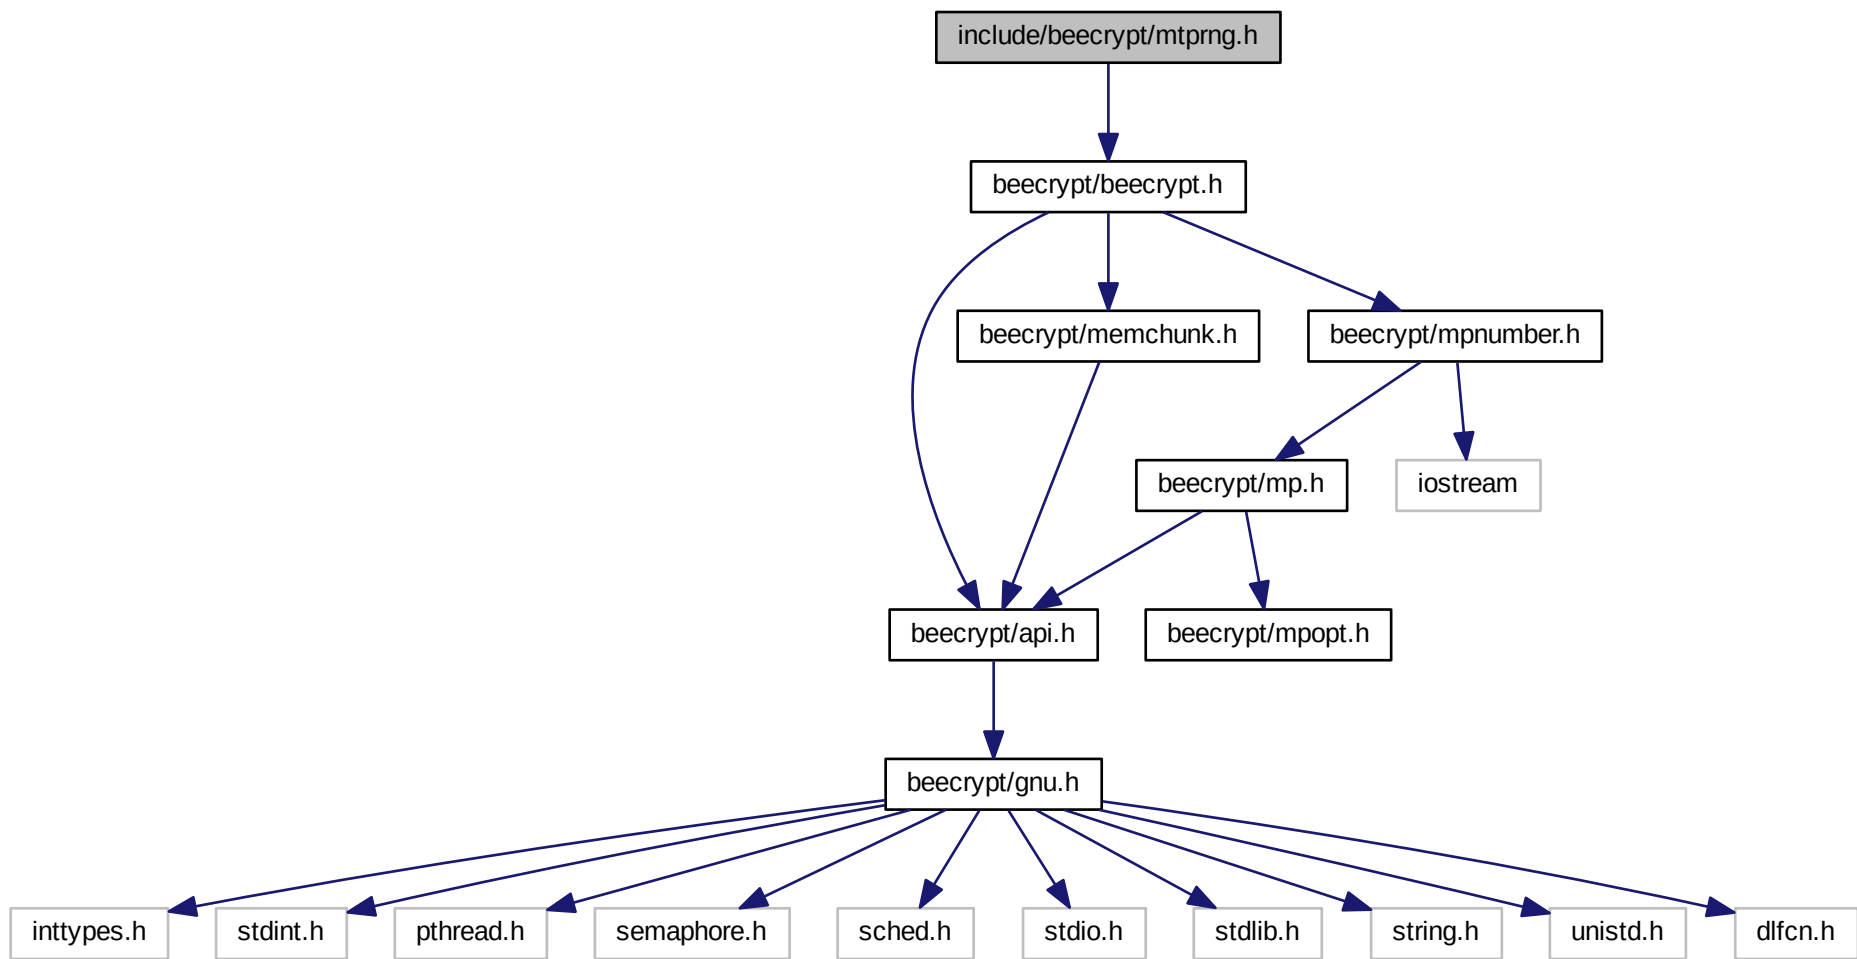 include/beecrypt/mtprng.h
beecrypt/beecrypt.h
beecrypt/memchunk.h
beecrypt/mpnumber.h
beecrypt/mp.h
iostream
beecrypt/api.h
beecrypt/mpopt.h
beecrypt/gnu.h
inttypes.h
stdint.h
pthread.h
semaphore.h
sched.h
stdio.h
stdlib.h
string.h
unistd.h
dlfcn.h